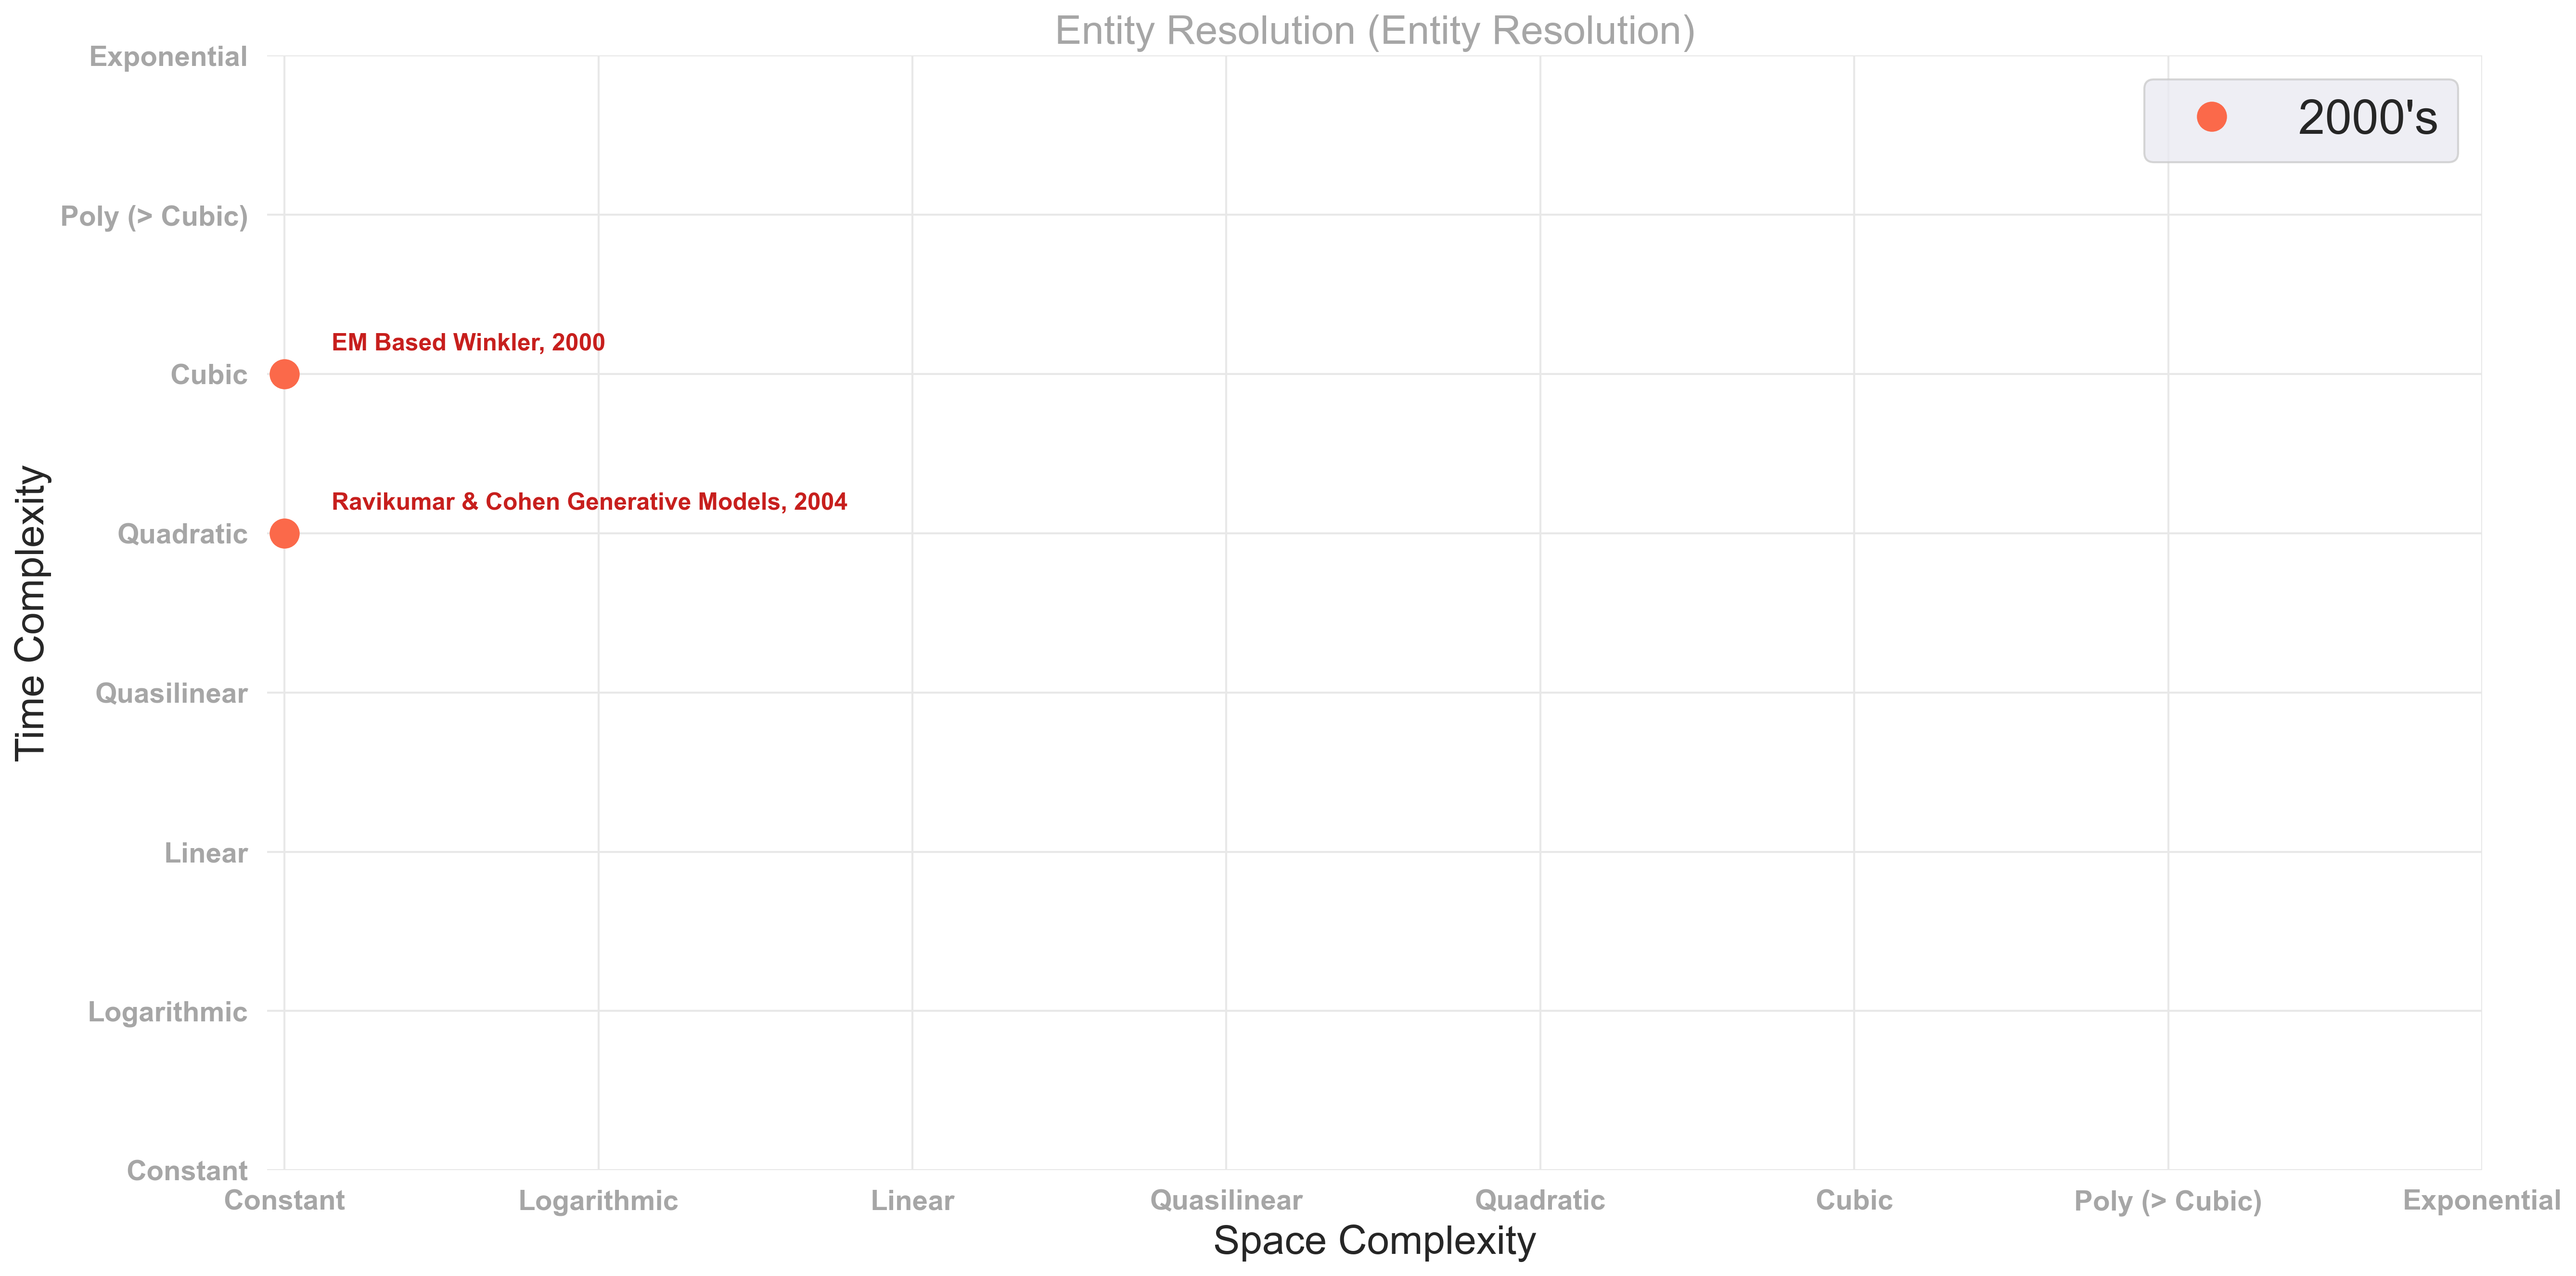 Entity Resolution (Entity Resolution)
Exponential
2000's
Poly (> Cubic)
EM Based Winkler, 2000
Cubic
Ravikumar & Cohen Generative Models, 2004
Quadratic
Time Complexity
Quasilinear
Linear
Logarithmic
Constant
Constant Logarithmic Linear Quasilinear Quadratic Cubic Poly (> Cubic) Exponential
Space Complexity